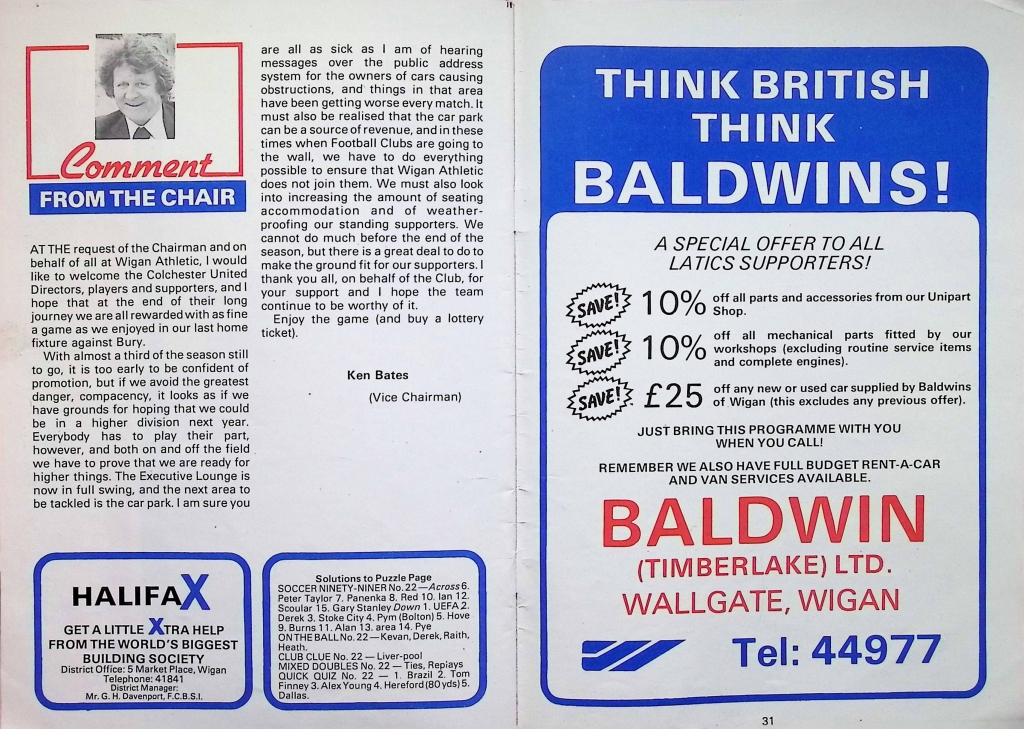 Comment
FROM THE CHAIR
AT THE request of the Chairman and on
behalf of all at Wigan Athletic, I would
like to welcome the Colchester United
Directors, players and supporters, and I
hope that at the end of their long
journey we are all rewarded with as fine
a game as we enjoyed in our last home
fixture against Bury.
With almost a third of the season still
to go, it is too early to be confident of
promotion, but if we avoid the greatest
danger, compacency, it looks as if we
have grounds for hoping that we could
be in a higher division next year.
Everybody has to play their part,
however, and both on and off the field
we have to prove that we are ready for
higher things. The Executive Lounge is
now in full swing, and the next area to
be tackled is the car park. I am sure you
are all as sick as I am of hearing
messages over the public address
system for the owners of cars causing
obstructions, and things in that area
have been getting worse every match. It
must also be realised that the car park
can be a source of revenue, and in these
times when Football Clubs are going to
the wall, we have to do everything
possible to ensure that Wigan Athletic
does not join them. We must also look
into increasing the amount of seating
accommodation and of weather-
proofing our standing supporters. We
cannot do much before the end of the
season, but there is a great deal to do to
make the ground fit for our supporters. I
thank you all, on behalf of the Club, for
your support and I hope the team
continue to be worthy of it.
Enjoy the game (and buy a lottery
ticket).
Ken Bates
(Vice Chairman)
HALIFAX
GET A LITTLE XTRA HELP
FROM THE WORLD'S BIGGEST
BUILDING SOCIETY
District Office: 5 Market Place, Wigan
Telephone: 41841
District Manager:
Mr. G. H. Davenport, F.C.B.S.I.
Solutions to Puzzle Page
SOCCER NINETY-NINER No. 22 — Across 6.
Peter Taylor 7. Panenka 8. Red 10. Ian 12.
Scoular 15. Gary Stanley Down 1. UEFA 2.
Derek 3. Stoke City 4. Pym (Bolton) 5. Hove
9. Burns 11. Alan 13. area 14. Pye
ON THE BALL No. 22 — Kevan, Derek, Raith,
Heath.
CLUB CLUE No. 22 — Liver-pool
MIXED DOUBLES No. 22 — Ties, Replays
QUICK QUIZ No. 22 — 1. Brazil 2. Tom
Finney 3. Alex Young 4. Hereford (80 yds) 5.
Dallas.
THINK BRITISH
THINK
BALDWINS!
A SPECIAL OFFER TO ALL
LATICS SUPPORTERS!
SAVE! 10% off all parts and accessories from our Unipart
Shop.
SAVE! 10% off all mechanical parts fitted by our
workshops (excluding routine service items
and complete engines).
SAVE! £25 off any new or used car supplied by Baldwins
of Wigan (this excludes any previous offer).
JUST BRING THIS PROGRAMME WITH YOU
WHEN YOU CALL!
REMEMBER WE ALSO HAVE FULL BUDGET RENT-A-CAR
AND VAN SERVICES AVAILABLE.
BALDWIN
(TIMBERLAKE) LTD.
WALLGATE, WIGAN
Tel: 44977
31